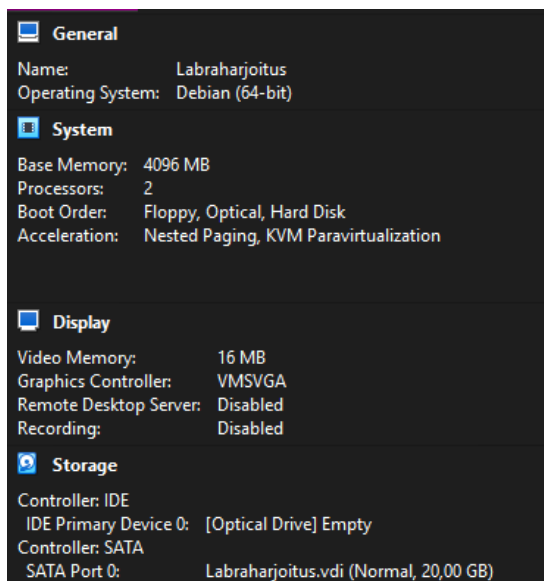 General
Name: Labraharjoitus
Operating System: Debian (64-bit)
System
Base Memory: 4096 MB
Processors: 2
Boot Order: Floppy, Optical, Hard Disk
Acceleration: Nested Paging, KVM Paravirtualization
Display
Video Memory: 16 MB
Graphics Controller: VMSVGA
Remote Desktop Server: Disabled
Recording: Disabled
Storage
Controller: IDE
IDE Primary Device 0: [Optical Drive] Empty
Controller: SATA
SATA Port 0: Labraharjoitus.vdi (Normal, 20,00 GB)